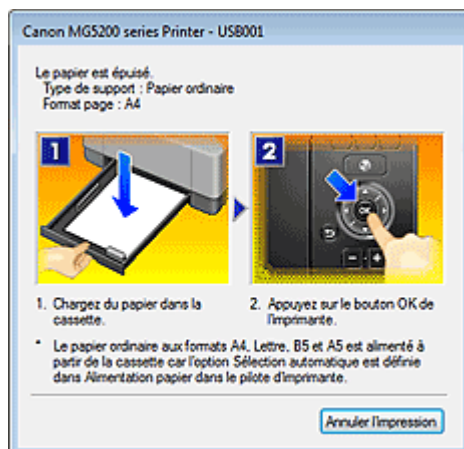 Canon MG5200 series Printer - USB001
Le papier est épuisé.
Type de support : Papier ordinaire
Format page : A4
1
2
OK
1. Chargez du papier dans la
cassette.
2. Appuyez sur le bouton OK de
l'imprimante.
* Le papier ordinaire aux formats A4, Lettre, B5 et A5 est alimenté à
partir de la cassette car l'option Sélection automatique est définie
dans Alimentation papier dans le pilote d'imprimante.
Annuler l'impression